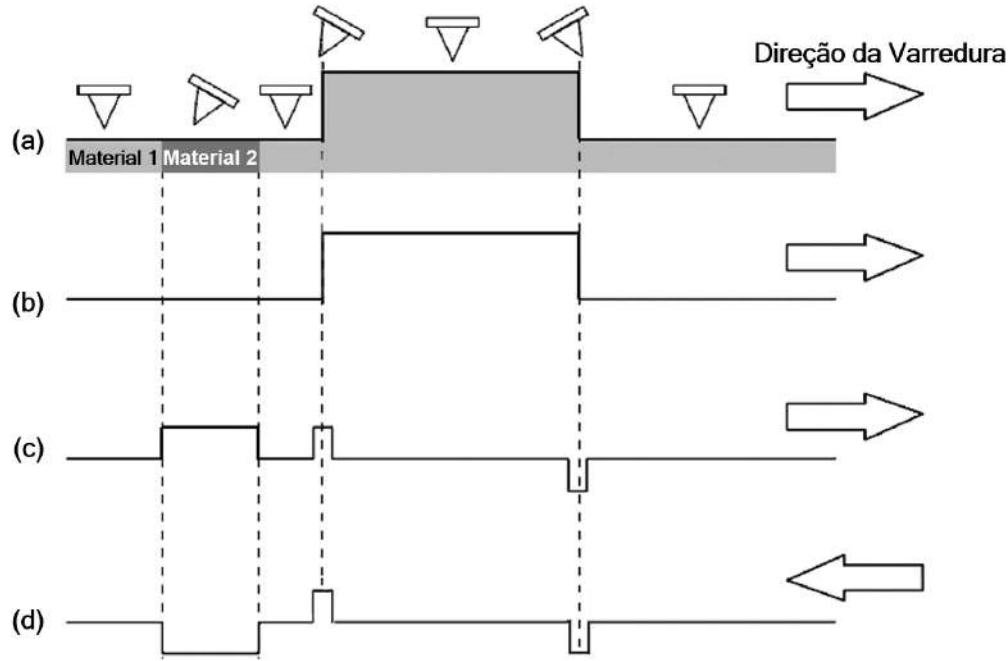 Direção da Varredura
(a)
Material 1 Material 2
(b)
(c)
(d)